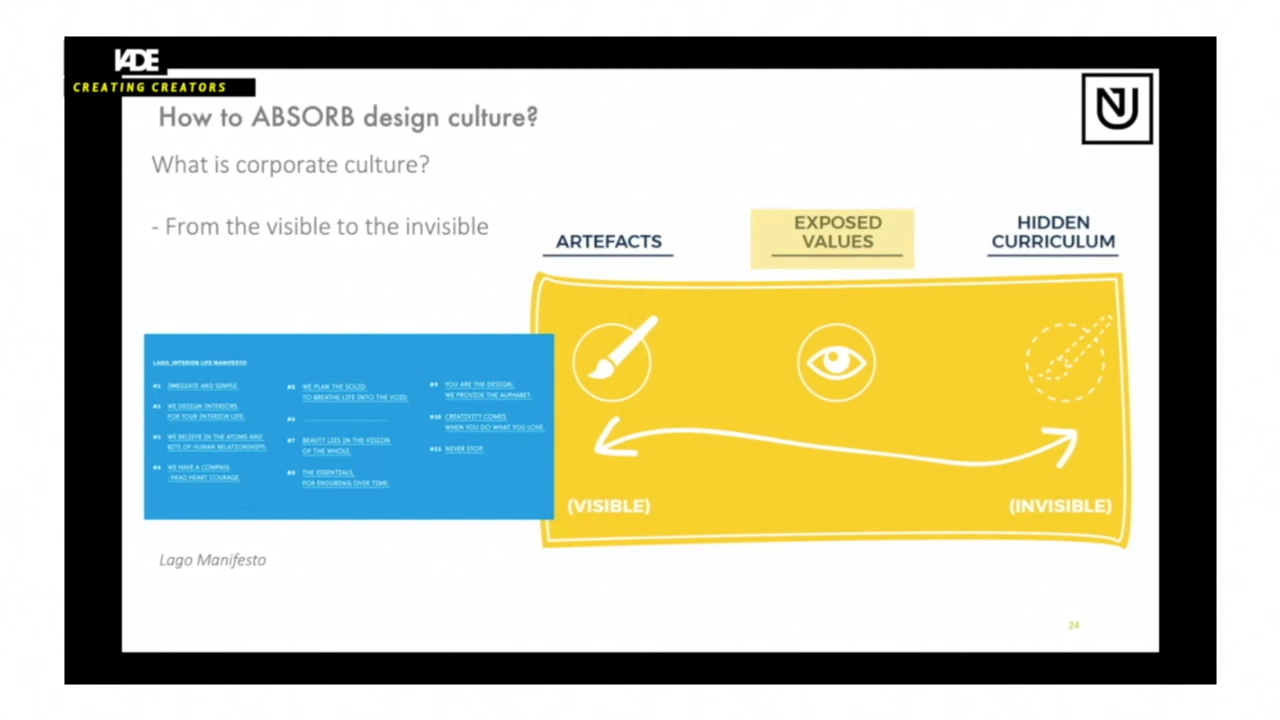 IADE
CREATING CREATORS
How to ABSORB design culture?
What is corporate culture?
- From the visible to the invisible
ARTEFACTS
EXPOSED
VALUES
HIDDEN
CURRICULUM
LAGO_INTERIOR LIFE MANIFESTO
#1 IMMEDIATE AND SIMPLE.
#2 WE DESIGN INTERIORS
FOR YOUR INTERIOR LIFE.
#3 WE BELIEVE IN THE ATOMS AND
BITS OF HUMAN RELATIONSHIPS.
#4 WE HAVE A COMPASS
: HEAD HEART COURAGE.
#5 WE PLAN THE SOLID
TO BREATHE LIFE INTO THE VOID.
#6
#7 BEAUTY LIES IN THE VISION
OF THE WHOLE.
#8 THE ESSENTIALS,
FOR ENDURING OVER TIME.
#9 YOU ARE THE DESIGN;
WE PROVIDE THE ALPHABET.
#10 CREATIVITY COMES
WHEN YOU DO WHAT YOU LOVE.
#11 NEVER STOP.
(VISIBLE)
(INVISIBLE)
Lago Manifesto
24